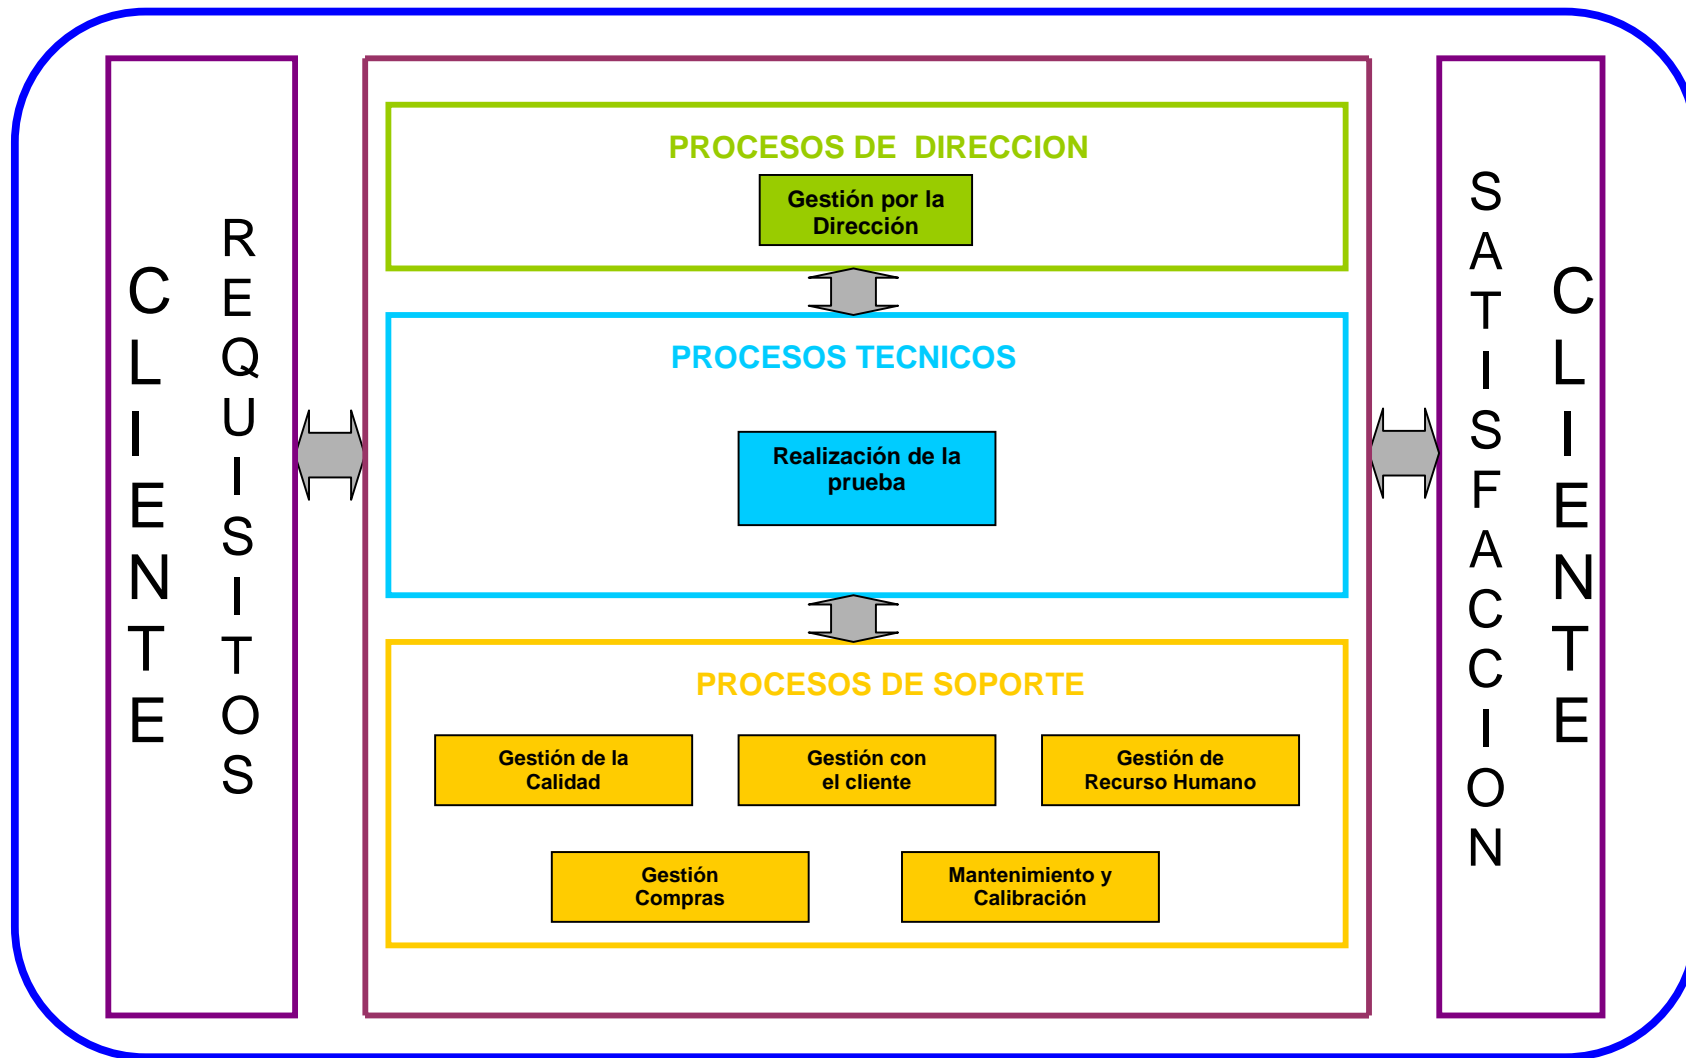 CLIENTE
REQUISITOS
PROCESOS DE  DIRECCION
Gestión por la
Dirección
PROCESOS TECNICOS
Realización de la
prueba
PROCESOS DE SOPORTE
Gestión de la
Calidad
Gestión con
el cliente
Gestión de
Recurso Humano
Gestión
Compras
Mantenimiento y
Calibración
SATISFACCION
CLIENTE